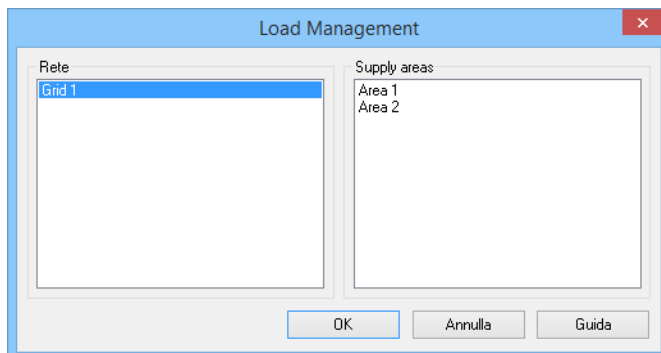 Load Management
Rete
Grid 1
Supply areas
Area 1
Area 2
OK
Annulla
Guida